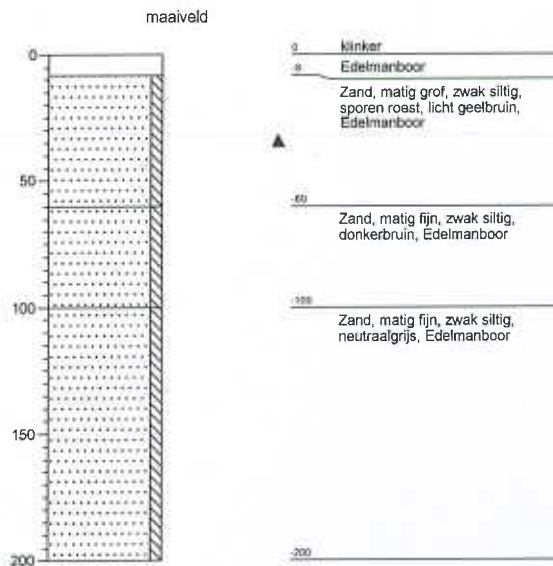 maaiveld
0
50
100
150
200
0
klinker
-8
Edelmanboor
Zand, matig grof, zwak siltig,
sporen roest, licht geelbruin,
Edelmanboor
-60
Zand, matig fijn, zwak siltig,
donkerbruin, Edelmanboor
-100
Zand, matig fijn, zwak siltig,
neutraalgrijs, Edelmanboor
-200